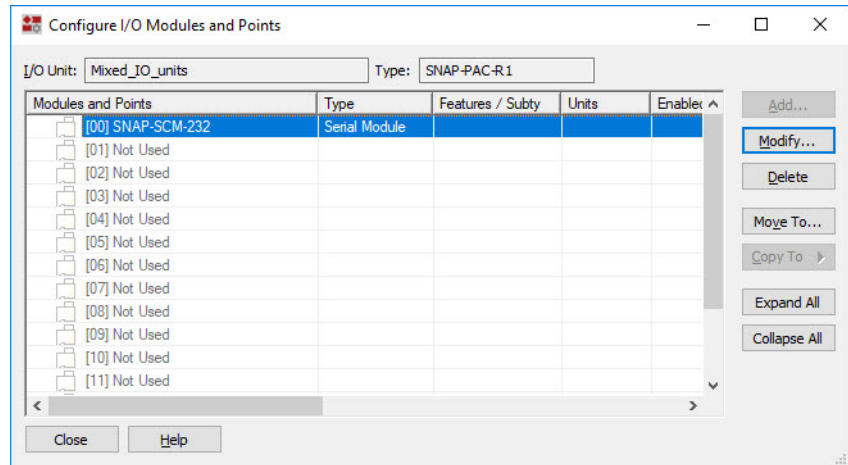 Configure I/O Modules and Points
I/O Unit: Mixed_IO_units Type: SNAP-PAC-R1
Modules and Points Type Features / Subty Units Enabled
[00] SNAP-SCM-232 Serial Module
[01] Not Used
[02] Not Used
[03] Not Used
[04] Not Used
[05] Not Used
[06] Not Used
[07] Not Used
[08] Not Used
[09] Not Used
[10] Not Used
[11] Not Used
Add...
Modify...
Delete
Move To...
Copy To
Expand All
Collapse All
Close Help